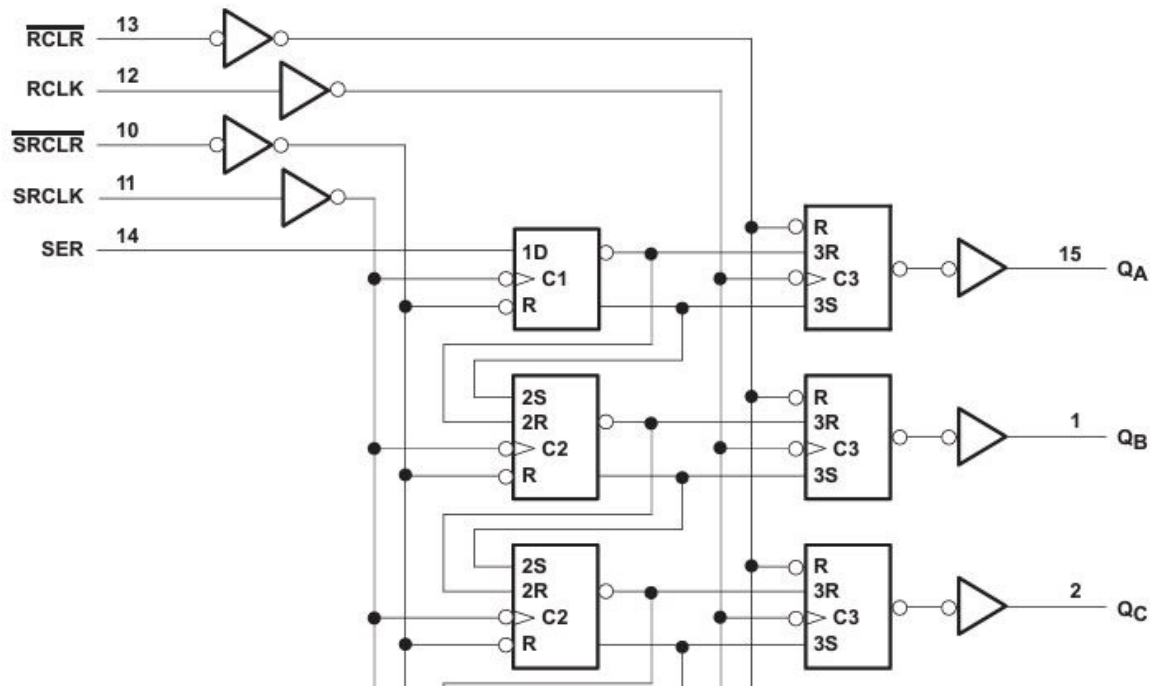 RCLR 13
RCLK 12
SRCLR 10
SRCLK 11
SER 14
1D
C1
R
R
3R
C3
3S
15 QA
2S
2R
C2
R
R
3R
C3
3S
1 QB
2S
2R
C2
R
R
3R
C3
3S
2 QC